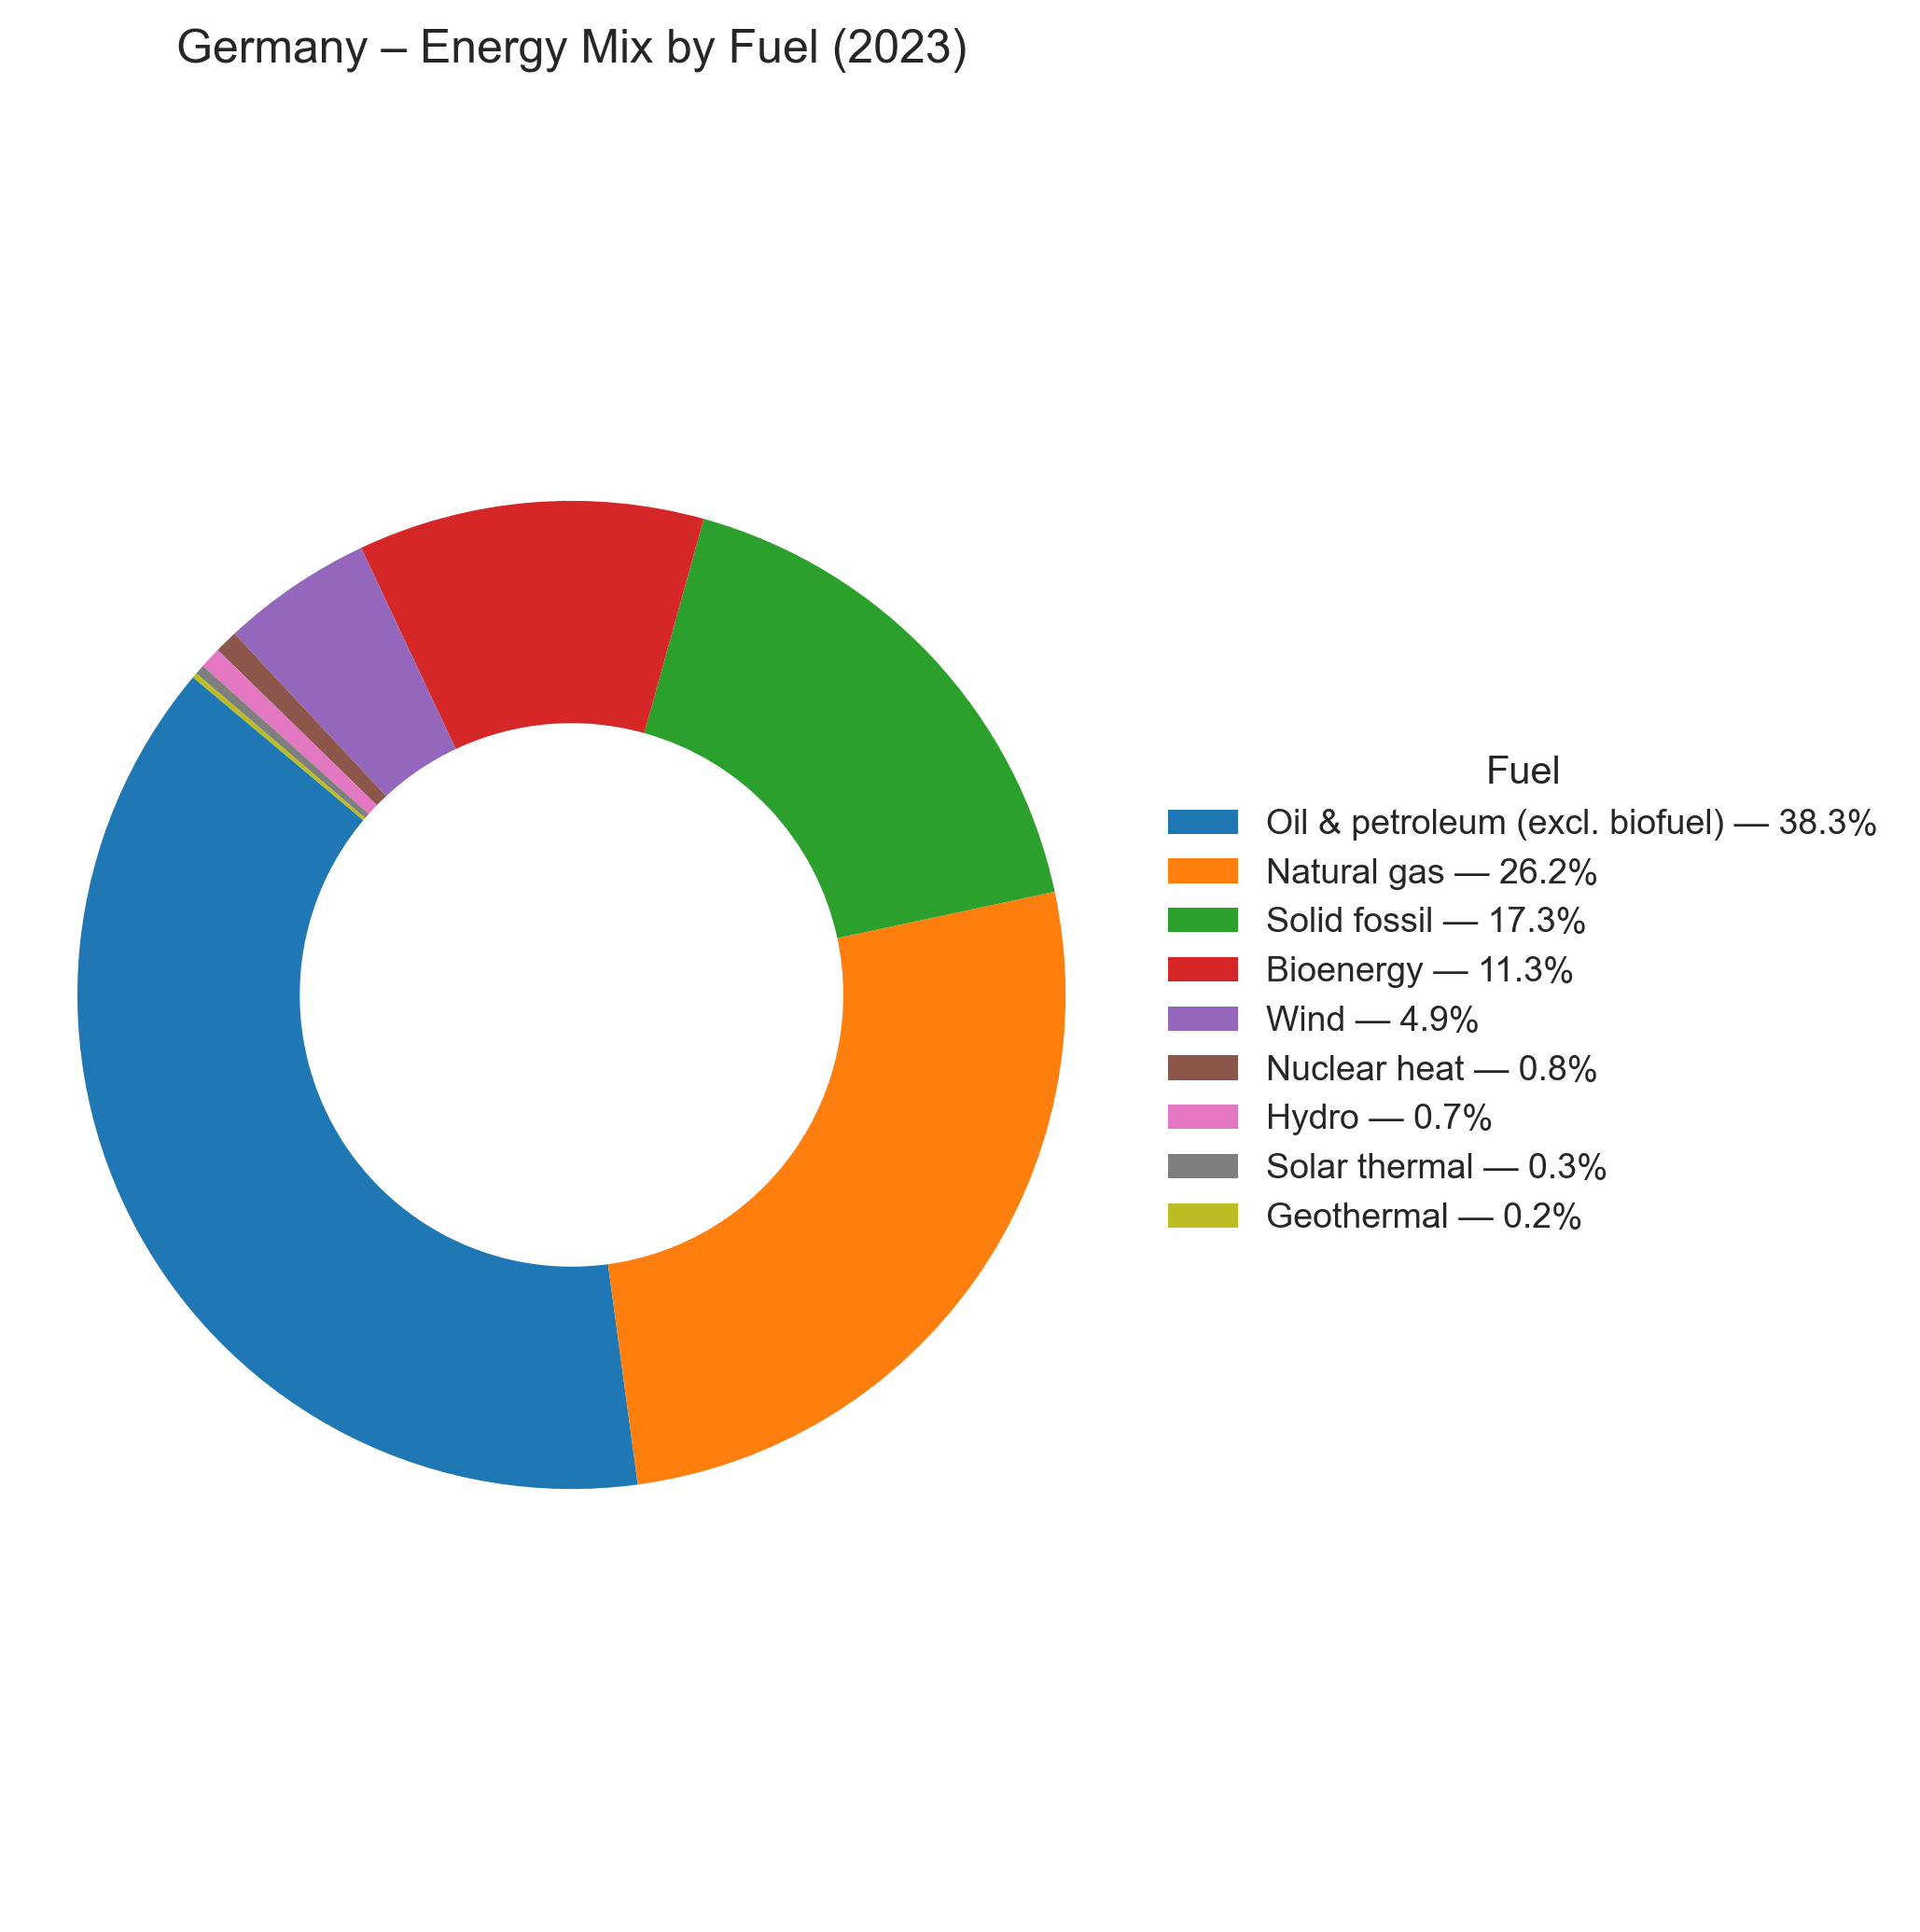 Germany – Energy Mix by Fuel (2023)
Fuel
Oil & petroleum (excl. biofuel) — 38.3%
Natural gas — 26.2%
Solid fossil — 17.3%
Bioenergy — 11.3%
Wind — 4.9%
Nuclear heat — 0.8%
Hydro — 0.7%
Solar thermal — 0.3%
Geothermal — 0.2%